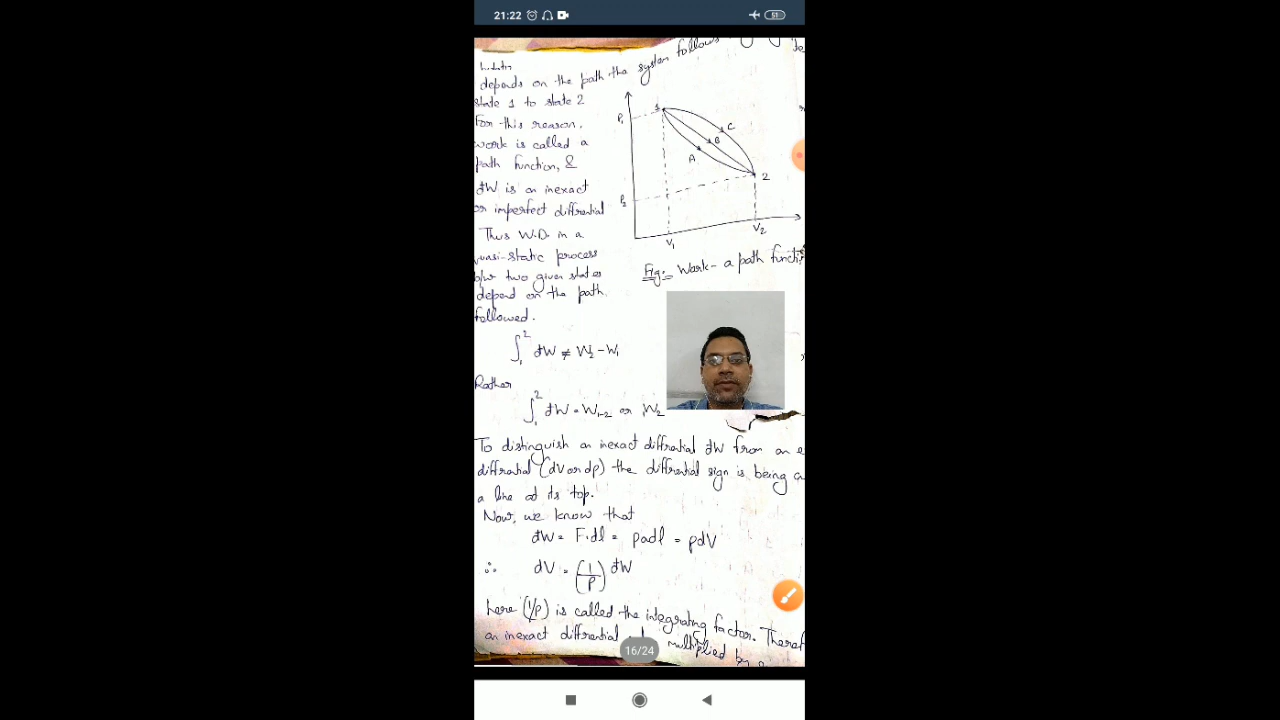 21:22
51
depends on the path the system follows
state 1 to state 2
For this reason,
work is called a
path function, &
đW is an inexact
or imperfect differential
Thus W.D. in a
quasi-static process
b/w two given states
depend on the path
followed.
∫₁² đW ≠ W₂ - W₁
Rather
∫₁² đW = W₁₋₂ or ₁W₂
P₁
P₂
1
A
B
C
2
V₁
V₂
Fig:- Work - a path functi
To distinguish an inexact differential đW from an e
differential (dV or dp) the differential sign is being
a line at its top.
Now, we know that
đW = F.dl = padl = pdV
∴ dV = (1/P) đW
here (1/p) is called the integrating factor. Theref
an inexact differential multiplied by
16/24